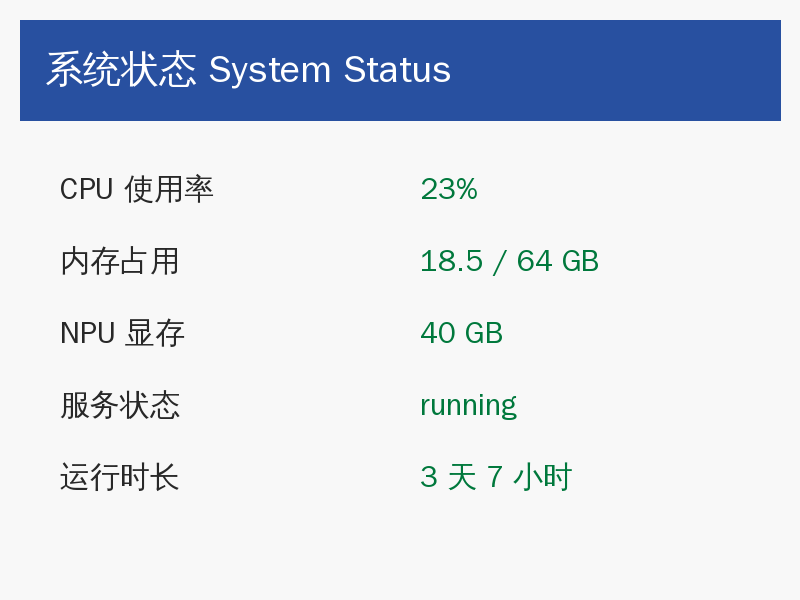 系统状态 System Status
CPU 使用率 23%
内存占用 18.5 / 64 GB
NPU 显存 40 GB
服务状态 running
运行时长 3 天 7 小时